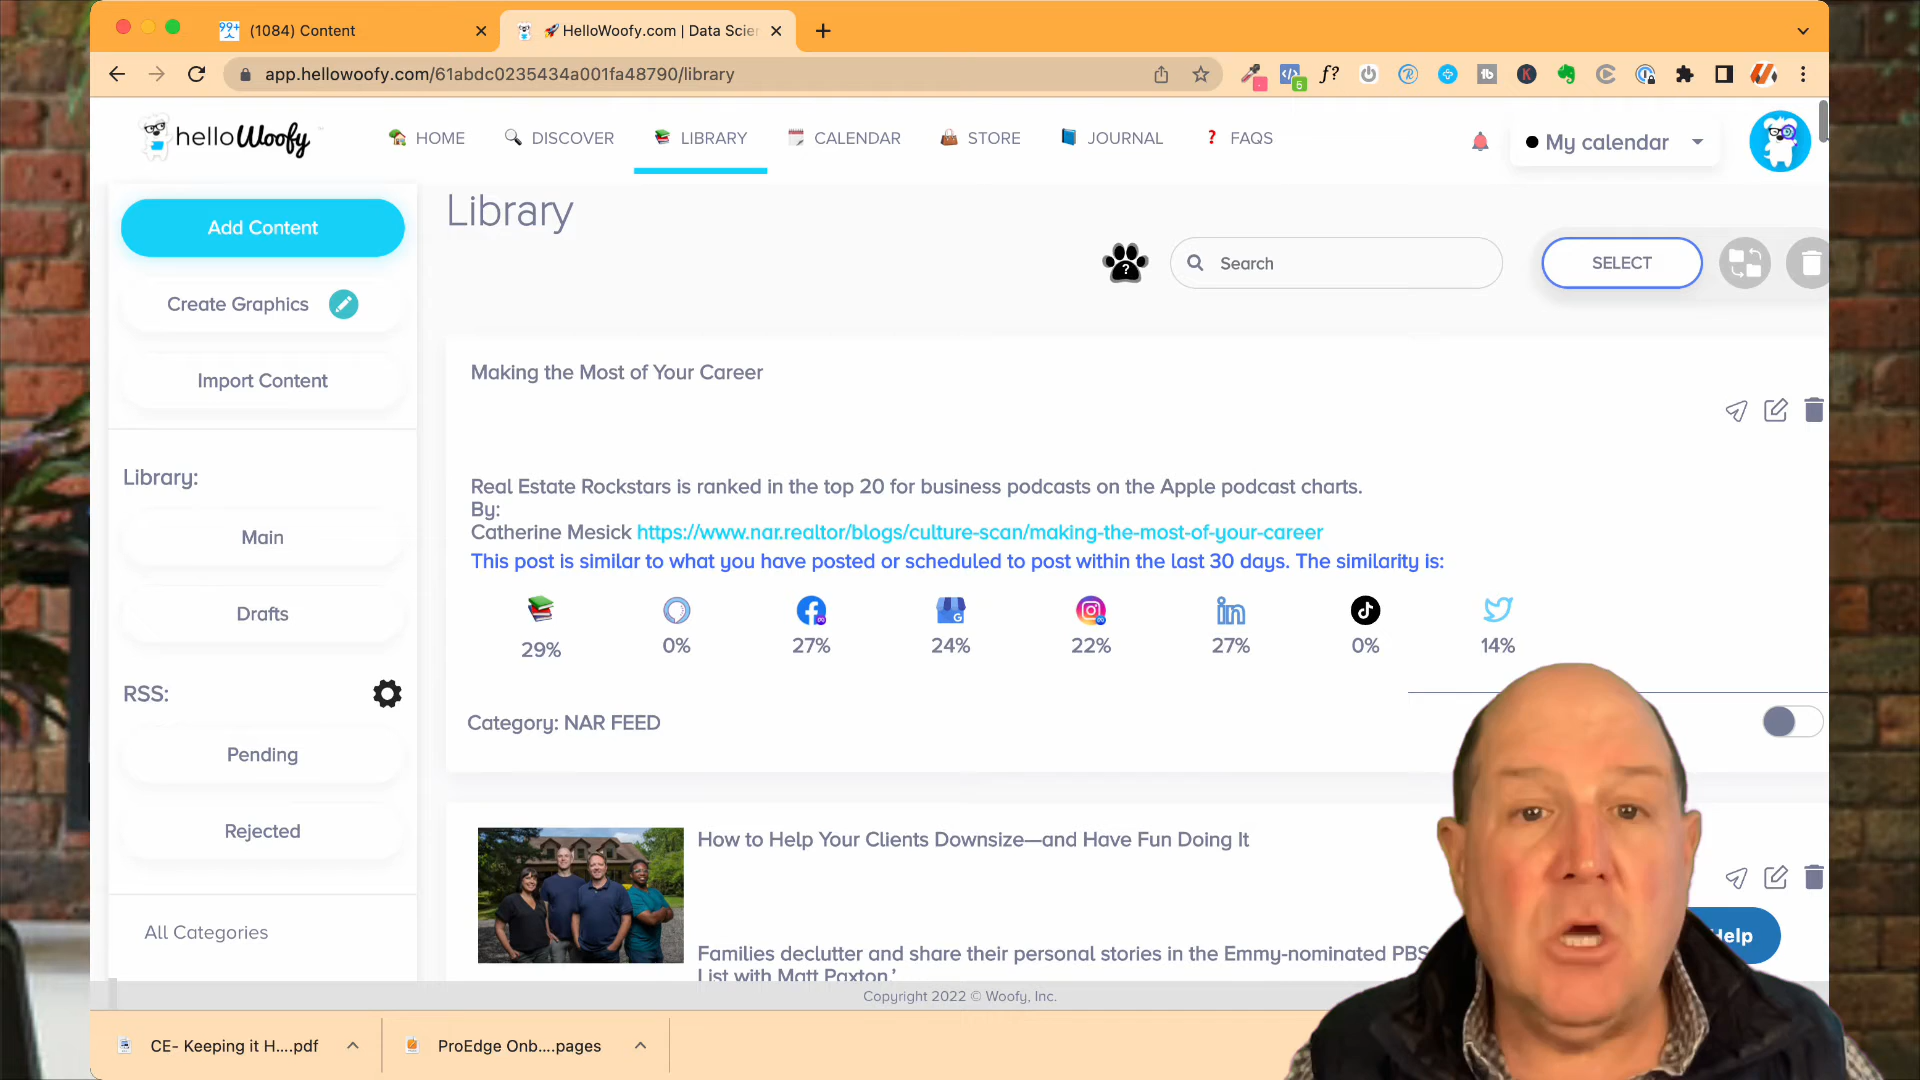 99+
(1084) Content
HelloWoofy.com | Data Scien
app.hellowoofy.com/61abdc0235434a001fa48790/library
5
f?
helloWoofy
HOME
DISCOVER
LIBRARY
CALENDAR
STORE
JOURNAL
? FAQS
My calendar
Add Content
Create Graphics
Import Content
Library:
Main
Drafts
RSS:
Pending
Rejected
All Categories
Library
?
Search
SELECT
Making the Most of Your Career
Real Estate Rockstars is ranked in the top 20 for business podcasts on the Apple podcast charts.
By:
Catherine Mesick https://www.nar.realtor/blogs/culture-scan/making-the-most-of-your-career
This post is similar to what you have posted or scheduled to post within the last 30 days. The similarity is:
29%
0%
27%
24%
22%
27%
0%
14%
Category: NAR FEED
How to Help Your Clients Downsize—and Have Fun Doing It
Families declutter and share their personal stories in the Emmy-nominated PBS
List with Matt Paxton.’
Help
Copyright 2022 © Woofy, Inc.
CE- Keeping it H....pdf
ProEdge Onb....pages